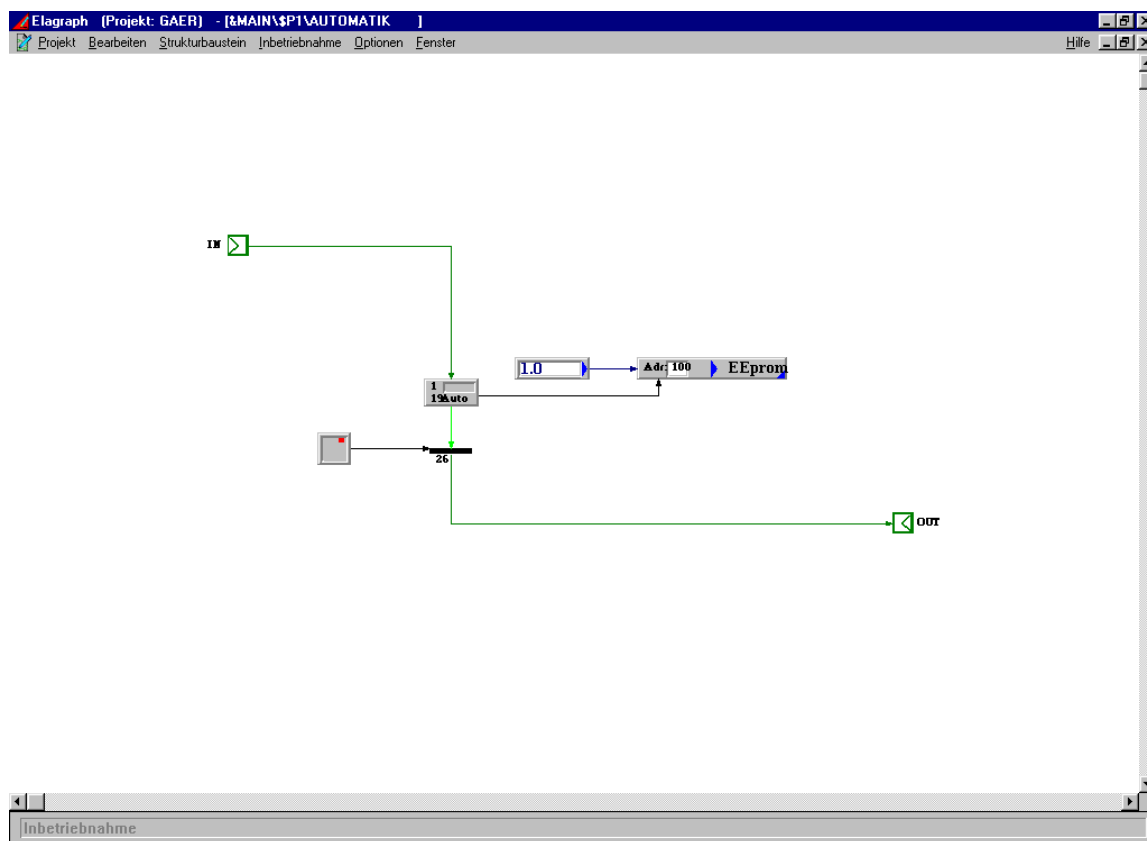 Elagraph (Projekt: GAER) - [&MAIN\$P1\AUTOMATIK ]
Projekt Bearbeiten Strukturbaustein Inbetriebnahme Optionen Fenster Hilfe
IN
1.0 Adr: 100 EEprom
1
19Auto
26
OUT
Inbetriebnahme